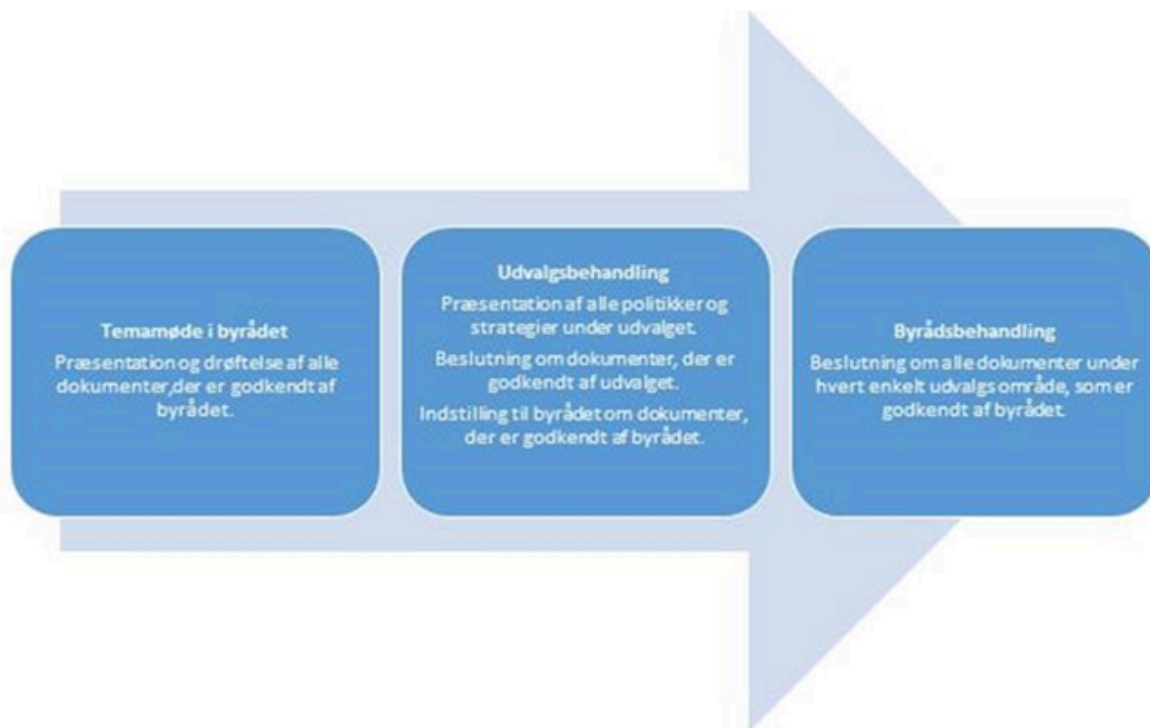 Temamøde i byrådet
Præsentation og drøftelse af alle
dokumenter,der er godkendt af
byrådet.
Udvalgsbehandling
Præsentation af alle politikker og
strategier under udvalget.
Beslutning om dokumenter, der er
godkendt af udvalget.
Indstilling til byrådet om dokumenter,
der er godkendt af byrådet.
Byrådsbehandling
Beslutning om alle dokumenter under
hvert enkelt udvalgsområde, som er
godkendt af byrådet.